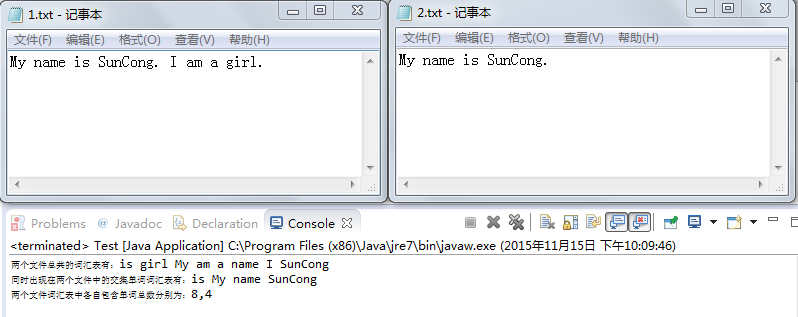 1.txt - 记事本
文件(F) 编辑(E) 格式(O) 查看(V) 帮助(H)
My name is SunCong. I am a girl.
2.txt - 记事本
文件(F) 编辑(E) 格式(O) 查看(V) 帮助(H)
My name is SunCong.
Problems @ Javadoc Declaration Console
<terminated> Test [Java Application] C:\Program Files (x86)\Java\jre7\bin\javaw.exe (2015年11月15日 下午10:09:46)
两个文件总共的词汇表有：is girl My am a name I SunCong
同时出现在两个文件中的交集单词词汇表有：is My name SunCong
两个文件词汇表中各自包含单词总数分别为：8,4